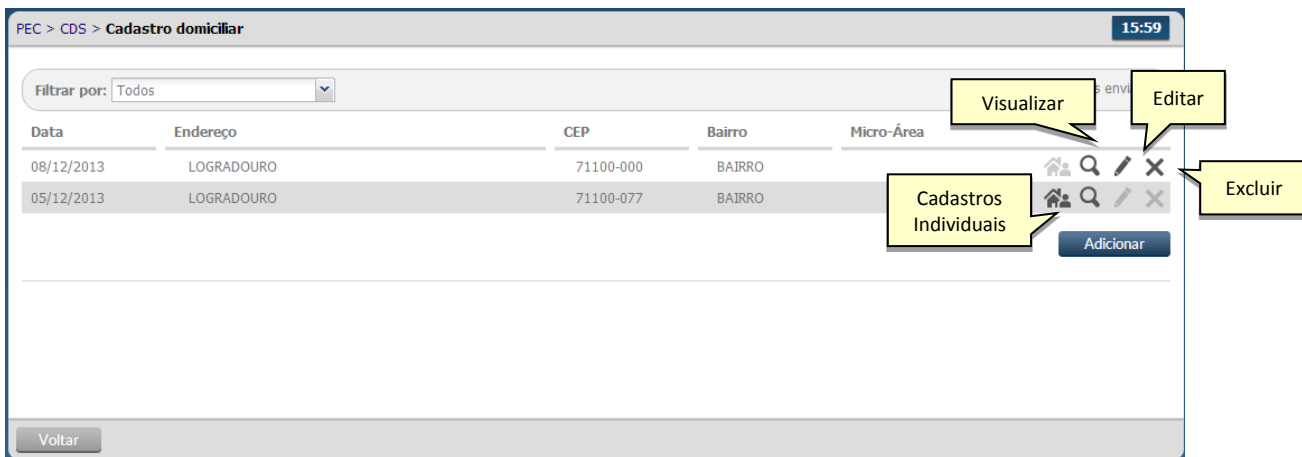 PEC > CDS > Cadastro domiciliar 15:59
Filtrar por: Todos
Visualizar
Editar
Data Endereço CEP Bairro Micro-Área
08/12/2013 LOGRADOURO 71100-000 BAIRRO
Excluir
05/12/2013 LOGRADOURO 71100-077 BAIRRO
Cadastros
Individuais
Adicionar
Voltar